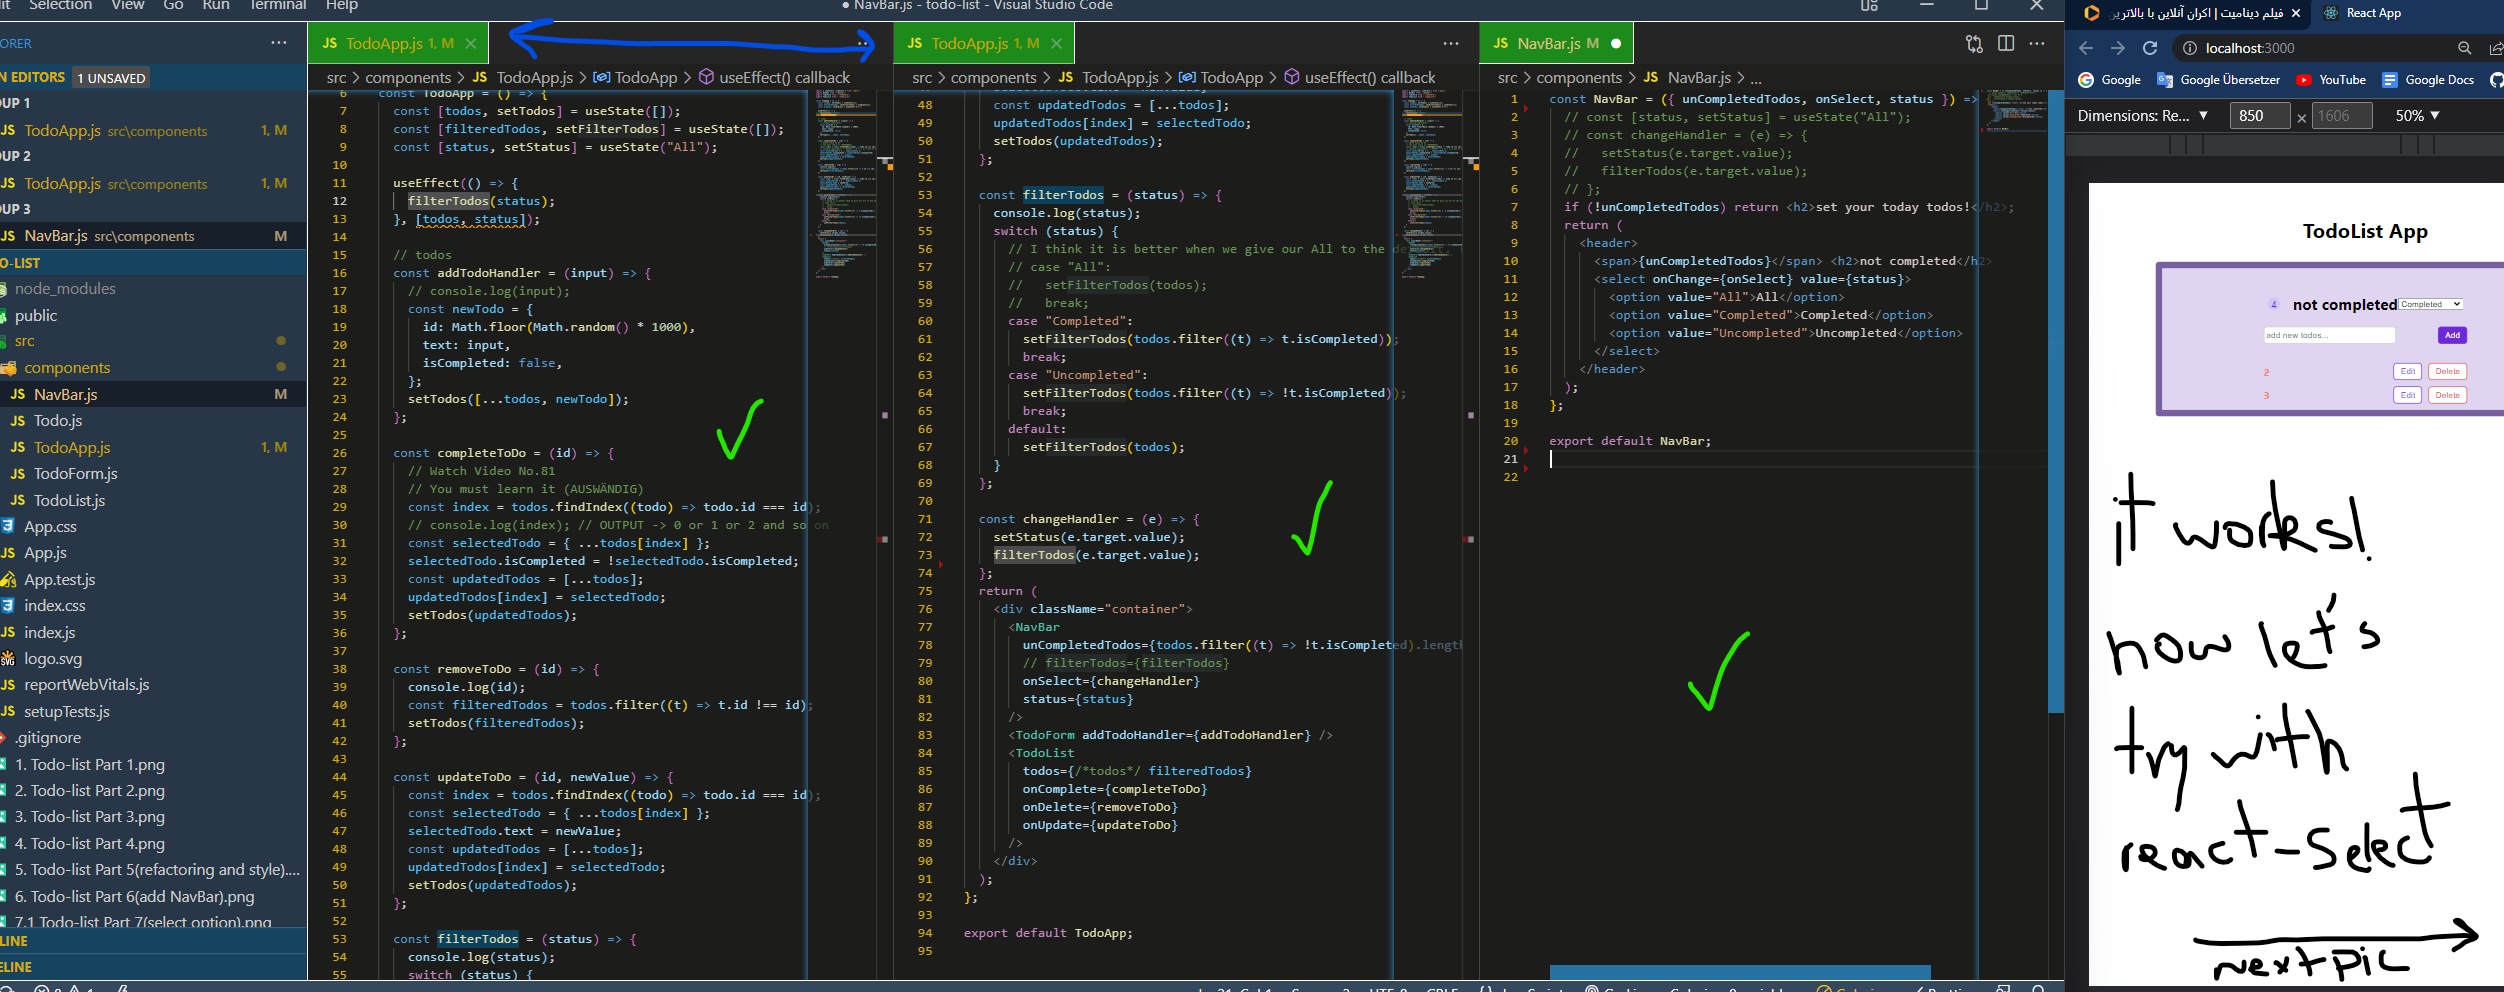 Selection View Go Run Terminal Help
● NavBar.js - todo-list - Visual Studio Code
N EDITORS 1 UNSAVED
OUP 1
JS TodoApp.js src\components 1, M
OUP 2
JS TodoApp.js src\components 1, M
OUP 3
JS NavBar.js src\components M
O-LIST
node_modules
public
src
components
JS NavBar.js M
JS Todo.js
JS TodoApp.js 1, M
JS TodoForm.js
JS TodoList.js
App.css
JS App.js
App.test.js
index.css
JS index.js
logo.svg
JS reportWebVitals.js
JS setupTests.js
.gitignore
1. Todo-list Part 1.png
2. Todo-list Part 2.png
3. Todo-list Part 3.png
4. Todo-list Part 4.png
5. Todo-list Part 5(refactoring and style)....
6. Todo-list Part 6(add NavBar).png
7.1 Todo-list Part 7(select option).png
LINE
ELINE
JS TodoApp.js 1, M ×
src > components > JS TodoApp.js > TodoApp > useEffect() callback
6 const TodoApp = () => {
7 const [todos, setTodos] = useState([]);
8 const [filteredTodos, setFilterTodos] = useState([]);
9 const [status, setStatus] = useState("All");
10
11 useEffect(() => {
12 filterTodos(status);
13 }, [todos, status]);
14
15 // todos
16 const addTodoHandler = (input) => {
17 // console.log(input);
18 const newTodo = {
19 id: Math.floor(Math.random() * 1000),
20 text: input,
21 isCompleted: false,
22 };
23 setTodos([...todos, newTodo]);
24 };
25
26 const completeToDo = (id) => {
27 // Watch Video No.81
28 // You must learn it (AUSWÄNDIG)
29 const index = todos.findIndex((todo) => todo.id === id);
30 // console.log(index); // OUTPUT -> 0 or 1 or 2 and so on
31 const selectedTodo = { ...todos[index] };
32 selectedTodo.isCompleted = !selectedTodo.isCompleted;
33 const updatedTodos = [...todos];
34 updatedTodos[index] = selectedTodo;
35 setTodos(updatedTodos);
36 };
37
38 const removeToDo = (id) => {
39 console.log(id);
40 const filteredTodos = todos.filter((t) => t.id !== id);
41 setTodos(filteredTodos);
42 };
43
44 const updateToDo = (id, newValue) => {
45 const index = todos.findIndex((todo) => todo.id === id);
46 const selectedTodo = { ...todos[index] };
47 selectedTodo.text = newValue;
48 const updatedTodos = [...todos];
49 updatedTodos[index] = selectedTodo;
50 setTodos(updatedTodos);
51 };
52
53 const filterTodos = (status) => {
54 console.log(status);
55 switch (status) {
JS TodoApp.js 1, M ×
src > components > JS TodoApp.js > TodoApp > useEffect() callback
48 const updatedTodos = [...todos];
49 updatedTodos[index] = selectedTodo;
50 setTodos(updatedTodos);
51 };
52
53 const filterTodos = (status) => {
54 console.log(status);
55 switch (status) {
56 // I think it is better when we give our All to the de
57 // case "All":
58 // setFilterTodos(todos);
59 // break;
60 case "Completed":
61 setFilterTodos(todos.filter((t) => t.isCompleted));
62 break;
63 case "Uncompleted":
64 setFilterTodos(todos.filter((t) => !t.isCompleted));
65 break;
66 default:
67 setFilterTodos(todos);
68 }
69 };
70
71 const changeHandler = (e) => {
72 setStatus(e.target.value);
73 filterTodos(e.target.value);
74 };
75 return (
76 <div className="container">
77 <NavBar
78 unCompletedTodos={todos.filter((t) => !t.isCompleted).length
79 // filterTodos={filterTodos}
80 onSelect={changeHandler}
81 status={status}
82 />
83 <TodoForm addTodoHandler={addTodoHandler} />
84 <TodoList
85 todos={/*todos*/ filteredTodos}
86 onComplete={completeToDo}
87 onDelete={removeToDo}
88 onUpdate={updateToDo}
89 />
90 </div>
91 );
92 };
93
94 export default TodoApp;
95
JS NavBar.js M ●
src > components > JS NavBar.js > ...
1 const NavBar = ({ unCompletedTodos, onSelect, status }) =>
2 // const [status, setStatus] = useState("All");
3 // const changeHandler = (e) => {
4 // setStatus(e.target.value);
5 // filterTodos(e.target.value);
6 // };
7 if (!unCompletedTodos) return <h2>set your today todos!</h2>;
8 return (
9 <header>
10 <span>{unCompletedTodos}</span> <h2>not completed</h2>
11 <select onChange={onSelect} value={status}>
12 <option value="All">All</option>
13 <option value="Completed">Completed</option>
14 <option value="Uncompleted">Uncompleted</option>
15 </select>
16 </header>
17 );
18 };
19
20 export default NavBar;
21
22
فیلم دینامیت | اکران آنلاین با بالاترین ×
React App
localhost:3000
Google Google Übersetzer YouTube Google Docs
Dimensions: Re... ▼ 850 × 1606 50% ▼
TodoList App
4 not completed Completed
add new todos... Add
2 Edit Delete
3 Edit Delete
it works!
now let's
try with
react-select
next pic